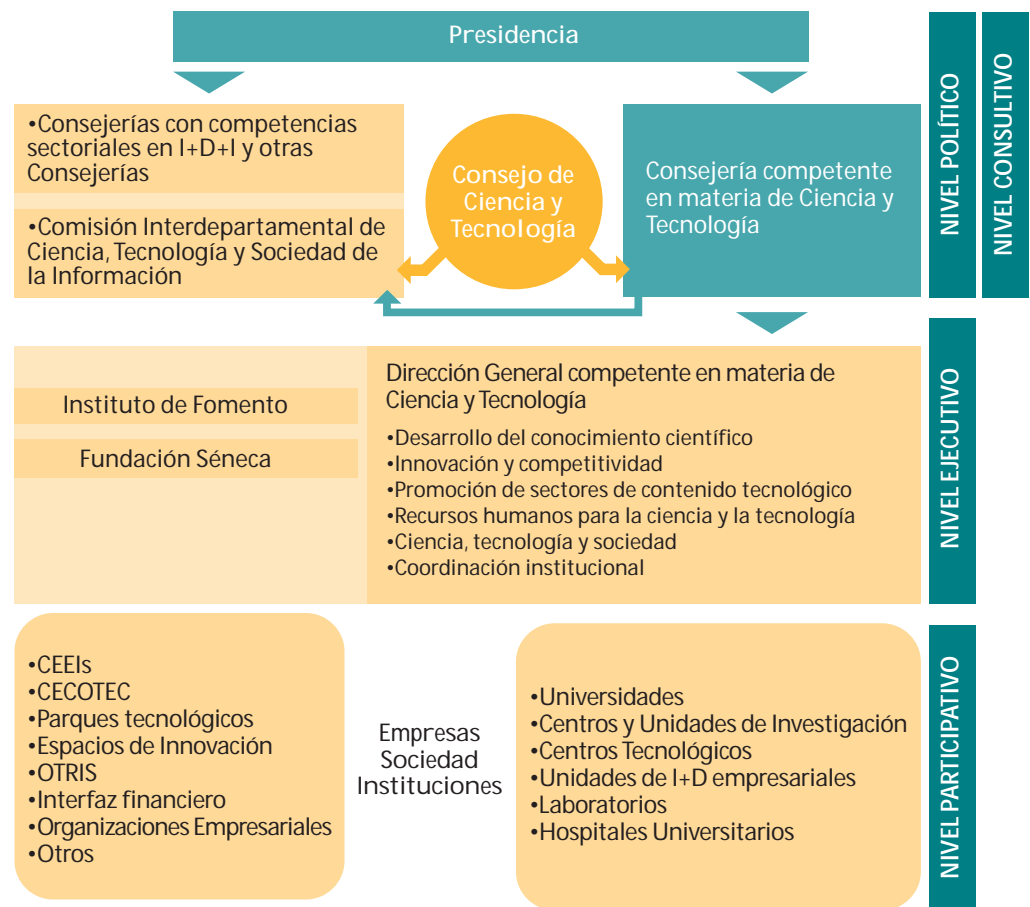 Presidencia
•Consejerías con competencias
sectoriales en I+D+I y otras
Consejerías
•Comisión Interdepartamental de
Ciencia, Tecnología y Sociedad de
la Información
Consejo de
Ciencia y
Tecnología
Consejería competente
en materia de Ciencia y
Tecnología
NIVEL POLÍTICO
NIVEL CONSULTIVO
Instituto de Fomento
Fundación Séneca
Dirección General competente en materia de
Ciencia y Tecnología
•Desarrollo del conocimiento científico
•Innovación y competitividad
•Promoción de sectores de contenido tecnológico
•Recursos humanos para la ciencia y la tecnología
•Ciencia, tecnología y sociedad
•Coordinación institucional
NIVEL EJECUTIVO
•CEEIs
•CECOTEC
•Parques tecnológicos
•Espacios de Innovación
•OTRIS
•Interfaz financiero
•Organizaciones Empresariales
•Otros
Empresas
Sociedad
Instituciones
•Universidades
•Centros y Unidades de Investigación
•Centros Tecnológicos
•Unidades de I+D empresariales
•Laboratorios
•Hospitales Universitarios
NIVEL PARTICIPATIVO